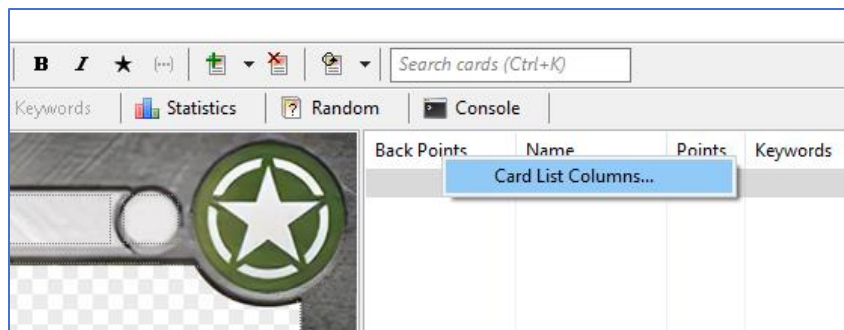 B I Search cards (Ctrl+K)
Keywords Statistics Random Console
Back Points Name Points Keywords
Card List Columns...